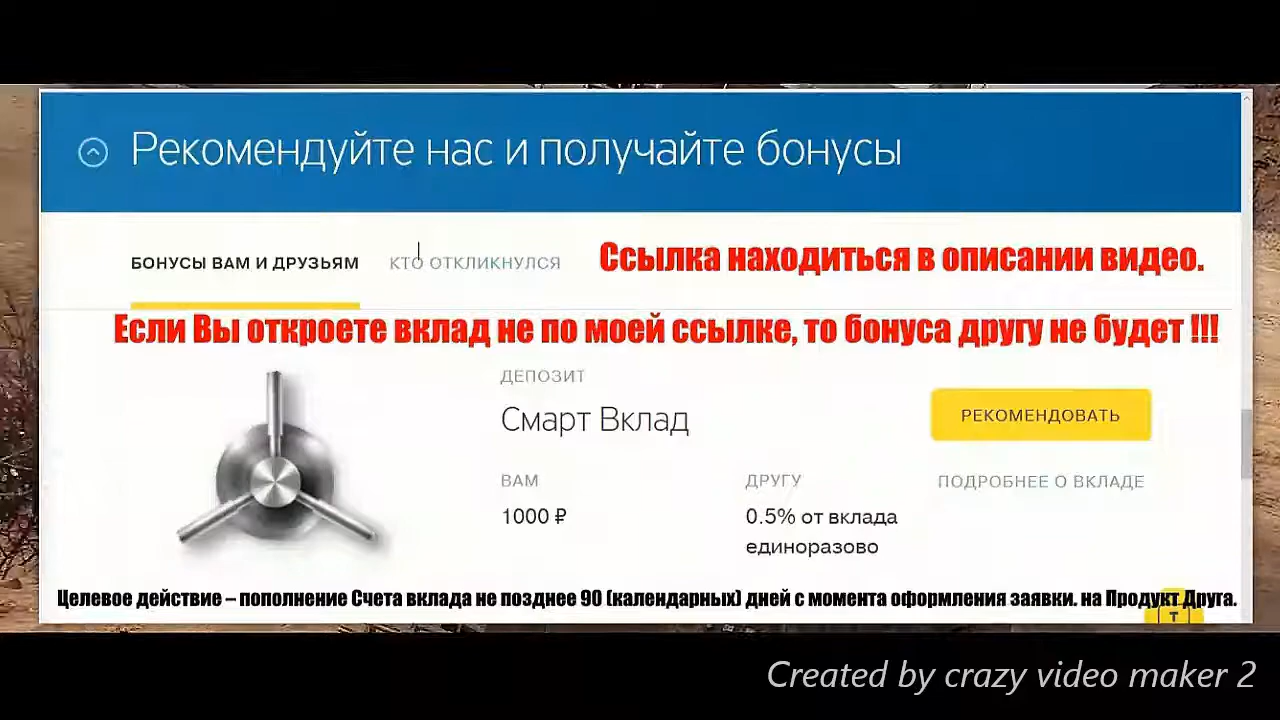 Рекомендуйте нас и получайте бонусы
БОНУСЫ ВАМ И ДРУЗЬЯМ КТО ОТКЛИКНУЛСЯ Ссылка находиться в описании видео.
Если Вы откроете вклад не по моей ссылке, то бонуса другу не будет !!!
ДЕПОЗИТ
Смарт Вклад РЕКОМЕНДОВАТЬ
ВАМ ДРУГУ ПОДРОБНЕЕ О ВКЛАДЕ
1000 ₽ 0.5% от вклада
единоразово
Целевое действие – пополнение Счета вклада не позднее 90 (календарных) дней с момента оформления заявки. на Продукт Друга.
Т
Created by crazy video maker 2